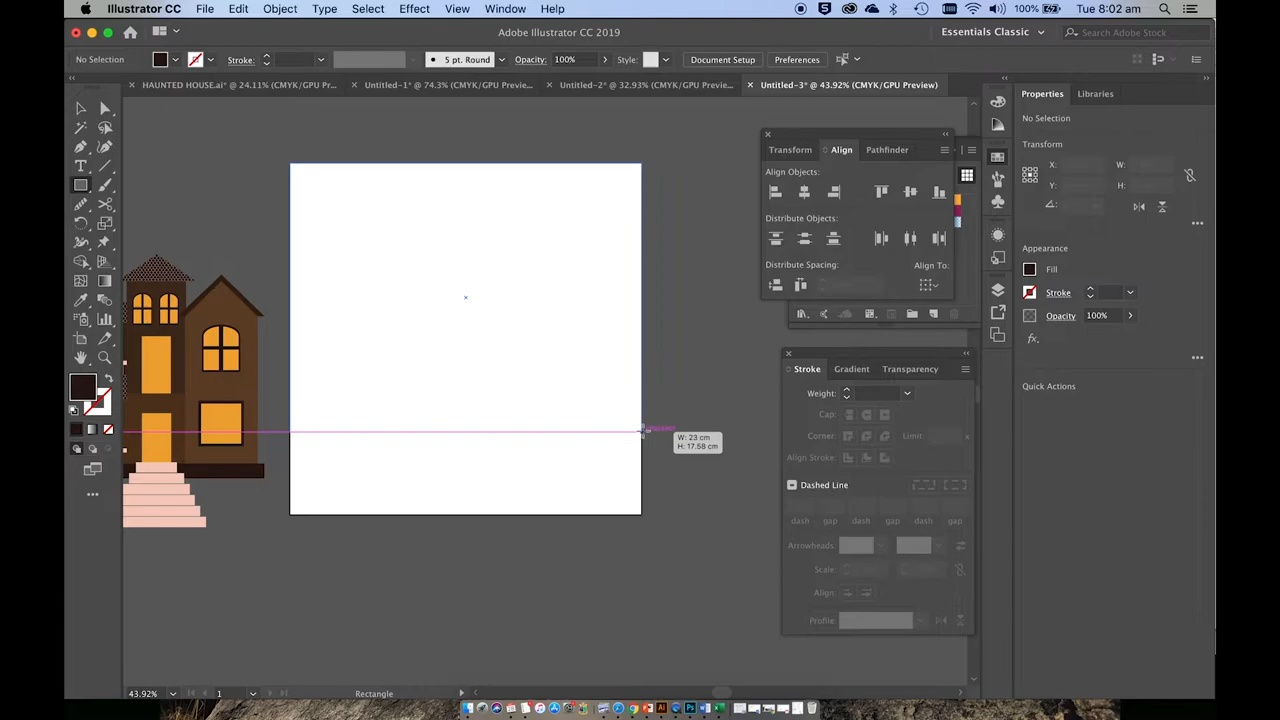 Illustrator CC File Edit Object Type Select Effect View Window Help 100% Tue 8:02 am
Adobe Illustrator CC 2019 Essentials Classic Search Adobe Stock
No Selection Stroke: 5 pt. Round Opacity: 100% Style: Document Setup Preferences
HAUNTED HOUSE.ai* @ 24.11% (CMYK/GPU Pr... Untitled-1* @ 74.3% (CMYK/GPU Previe... Untitled-2* @ 32.93% (CMYK/GPU Previe... Untitled-3* @ 43.92% (CMYK/GPU Preview)
Properties Libraries
No Selection
Transform
X: W:
Y: H:
Appearance
Fill
Stroke
Opacity 100%
fx.
Quick Actions
Transform Align Pathfinder
Align Objects:
Distribute Objects:
Distribute Spacing: Align To:
W: 23 cm
H: 17.58 cm
Stroke Gradient Transparency
Weight:
Cap:
Corner: Limit: x
Align Stroke:
Dashed Line
dash gap dash gap dash gap
Arrowheads:
Scale:
Align:
Profile
43.92% 1 Rectangle